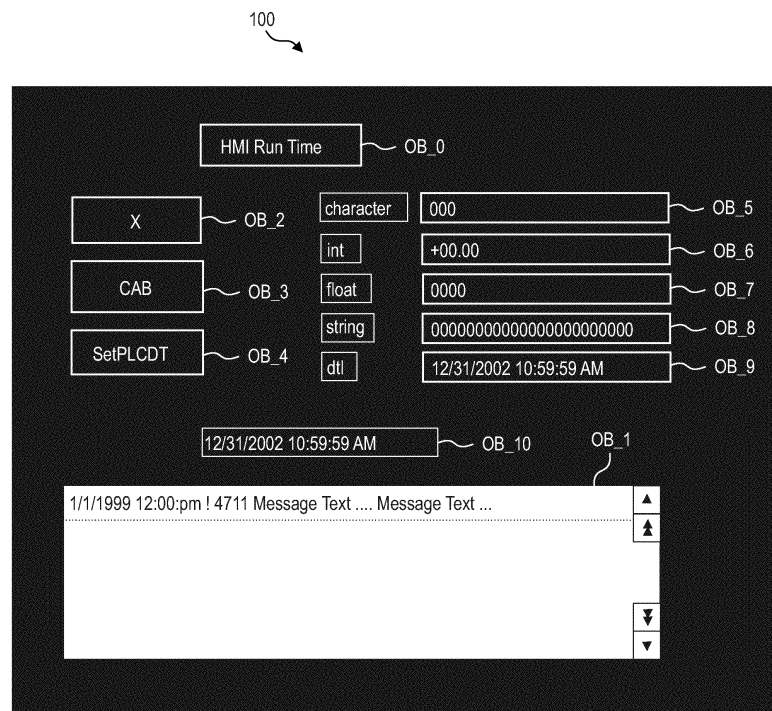 100
HMI Run Time OB_0
X OB_2
CAB OB_3
SetPLCDT OB_4
character 000 OB_5
int +00.00 OB_6
float 0000 OB_7
string 00000000000000000000000 OB_8
dtl 12/31/2002 10:59:59 AM OB_9
12/31/2002 10:59:59 AM OB_10
OB_1
1/1/1999 12:00:pm ! 4711 Message Text .... Message Text ...